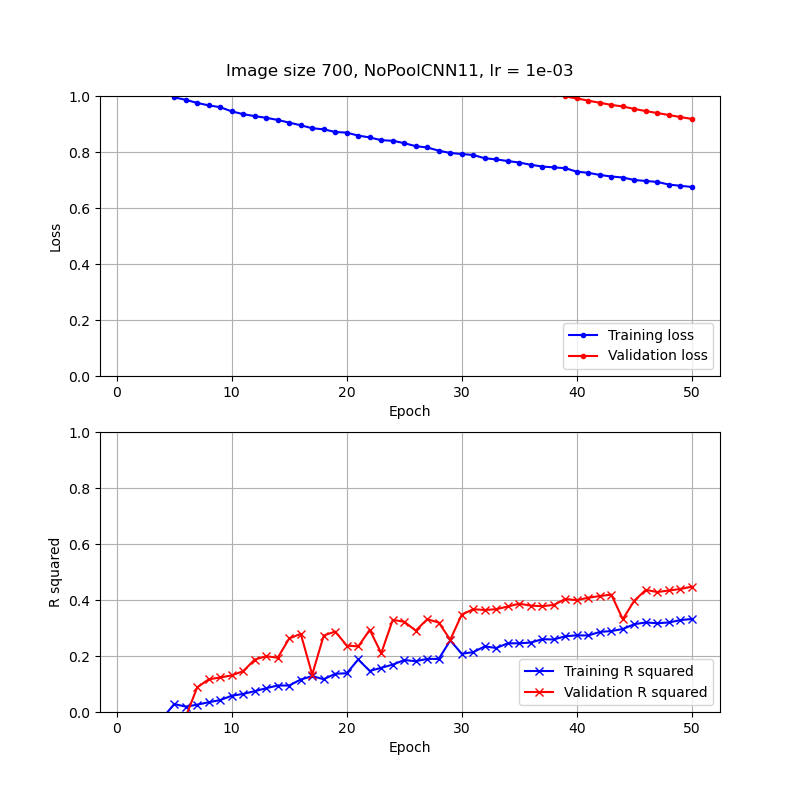 Image size 700, NoPoolCNN11, lr = 1e-03
1.0
0.8
0.6
0.4
0.2
0.0
Loss
Training loss
Validation loss
0 10 20 30 40 50
Epoch
1.0
0.8
0.6
0.4
0.2
0.0
R squared
Training R squared
Validation R squared
0 10 20 30 40 50
Epoch